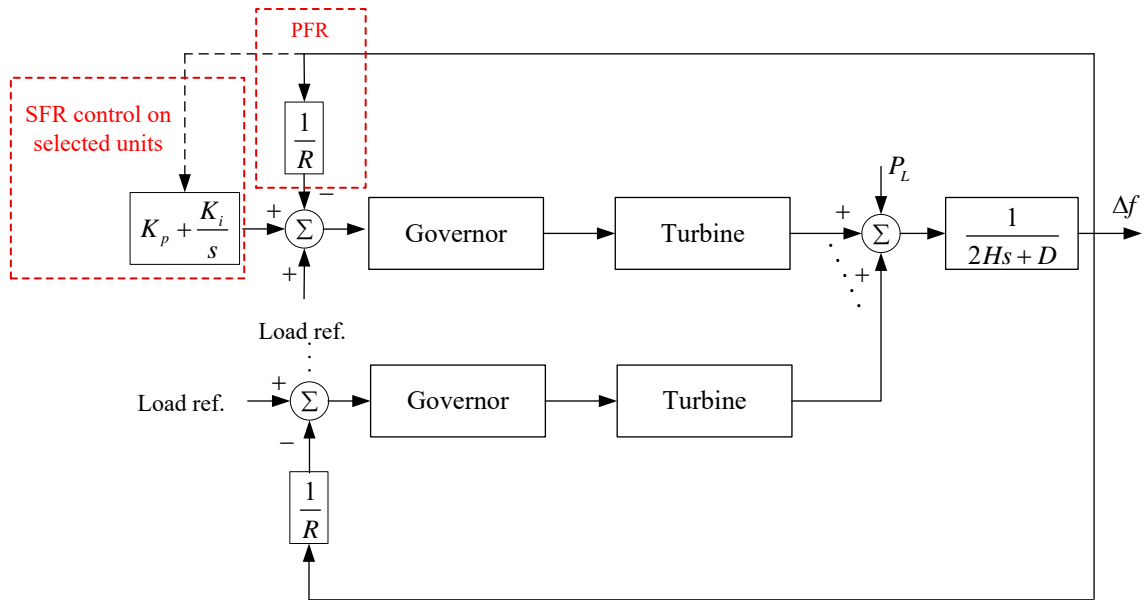 PFR
SFR control on
selected units
1
R
K_p + K_i
s
+
−
Σ
+
Governor
Turbine
P_L
+
Σ
+
1
2Hs + D
Δf
Load ref.
Load ref.
+
Σ
−
Governor
Turbine
1
R